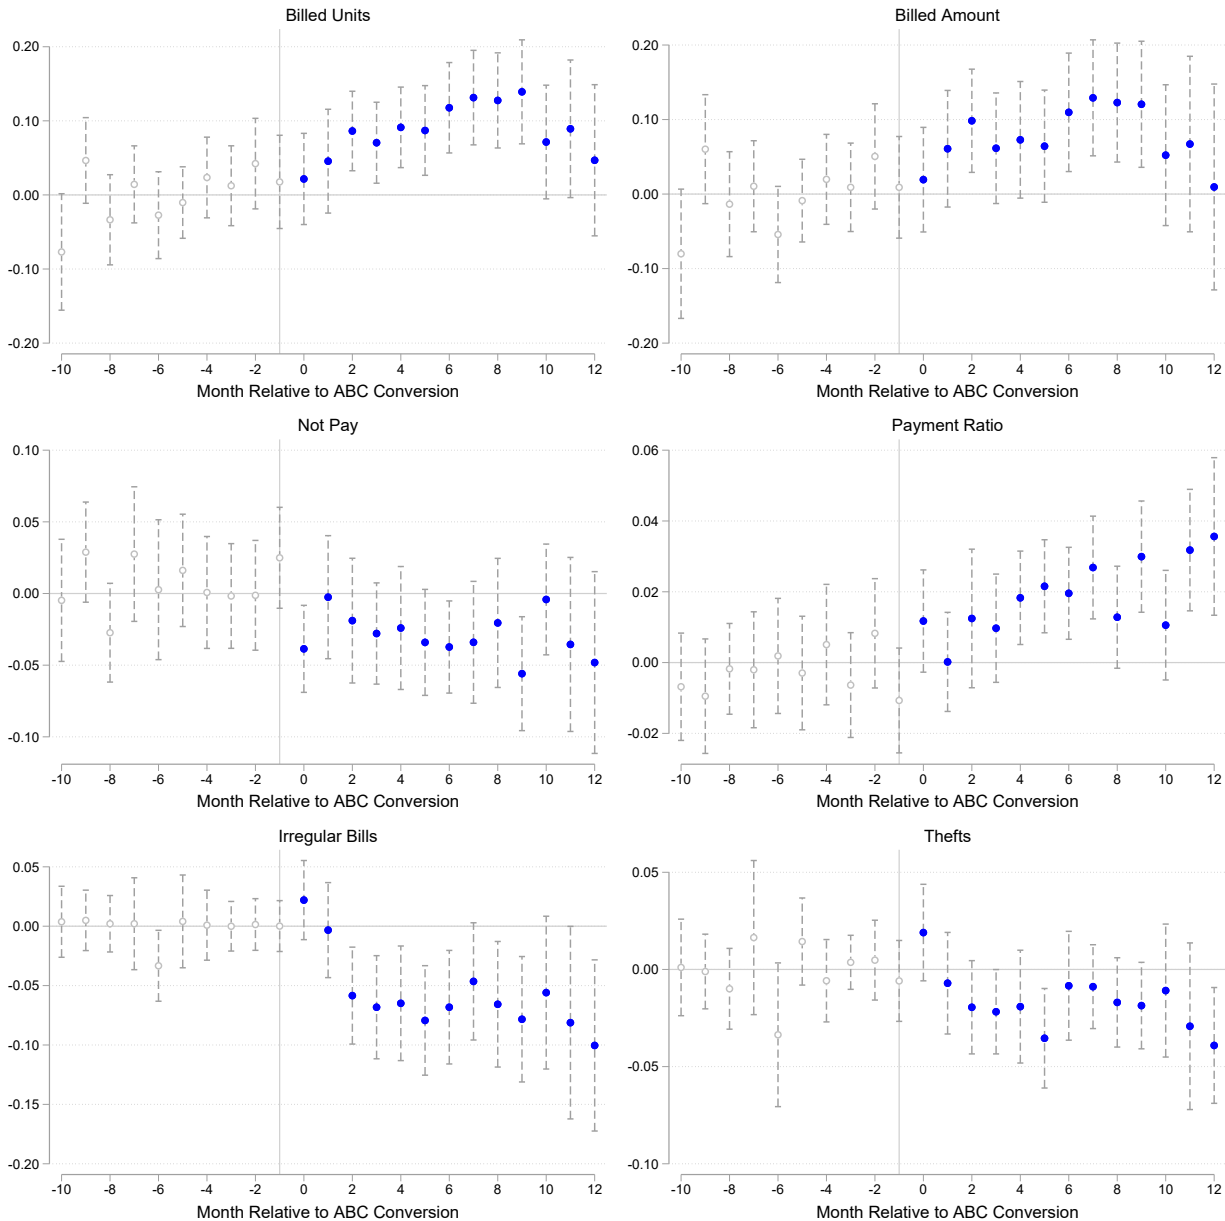 Billed Units
0.20
0.10
0.00
-0.10
-0.20
-10 -8 -6 -4 -2 0 2 4 6 8 10 12
Month Relative to ABC Conversion
Billed Amount
0.20
0.10
0.00
-0.10
-0.20
-10 -8 -6 -4 -2 0 2 4 6 8 10 12
Month Relative to ABC Conversion
Not Pay
0.10
0.05
0.00
-0.05
-0.10
-10 -8 -6 -4 -2 0 2 4 6 8 10 12
Month Relative to ABC Conversion
Payment Ratio
0.06
0.04
0.02
0.00
-0.02
-10 -8 -6 -4 -2 0 2 4 6 8 10 12
Month Relative to ABC Conversion
Irregular Bills
0.05
0.00
-0.05
-0.10
-0.15
-0.20
-10 -8 -6 -4 -2 0 2 4 6 8 10 12
Month Relative to ABC Conversion
Thefts
0.05
0.00
-0.05
-0.10
-10 -8 -6 -4 -2 0 2 4 6 8 10 12
Month Relative to ABC Conversion